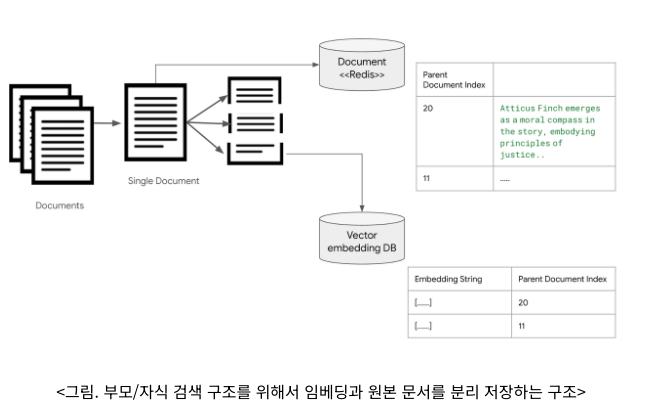 Document
<<Redis>>
Parent
Document Index
20
Atticus Finch emerges
as a moral compass in
the story, embodying
principles of
justice..
11
.....
Single Document
Documents
Vector
embedding DB
Embedding String
Parent Document Index
[.....]
20
[.....]
11
<그림. 부모/자식 검색 구조를 위해서 임베딩과 원본 문서를 분리 저장하는 구조>